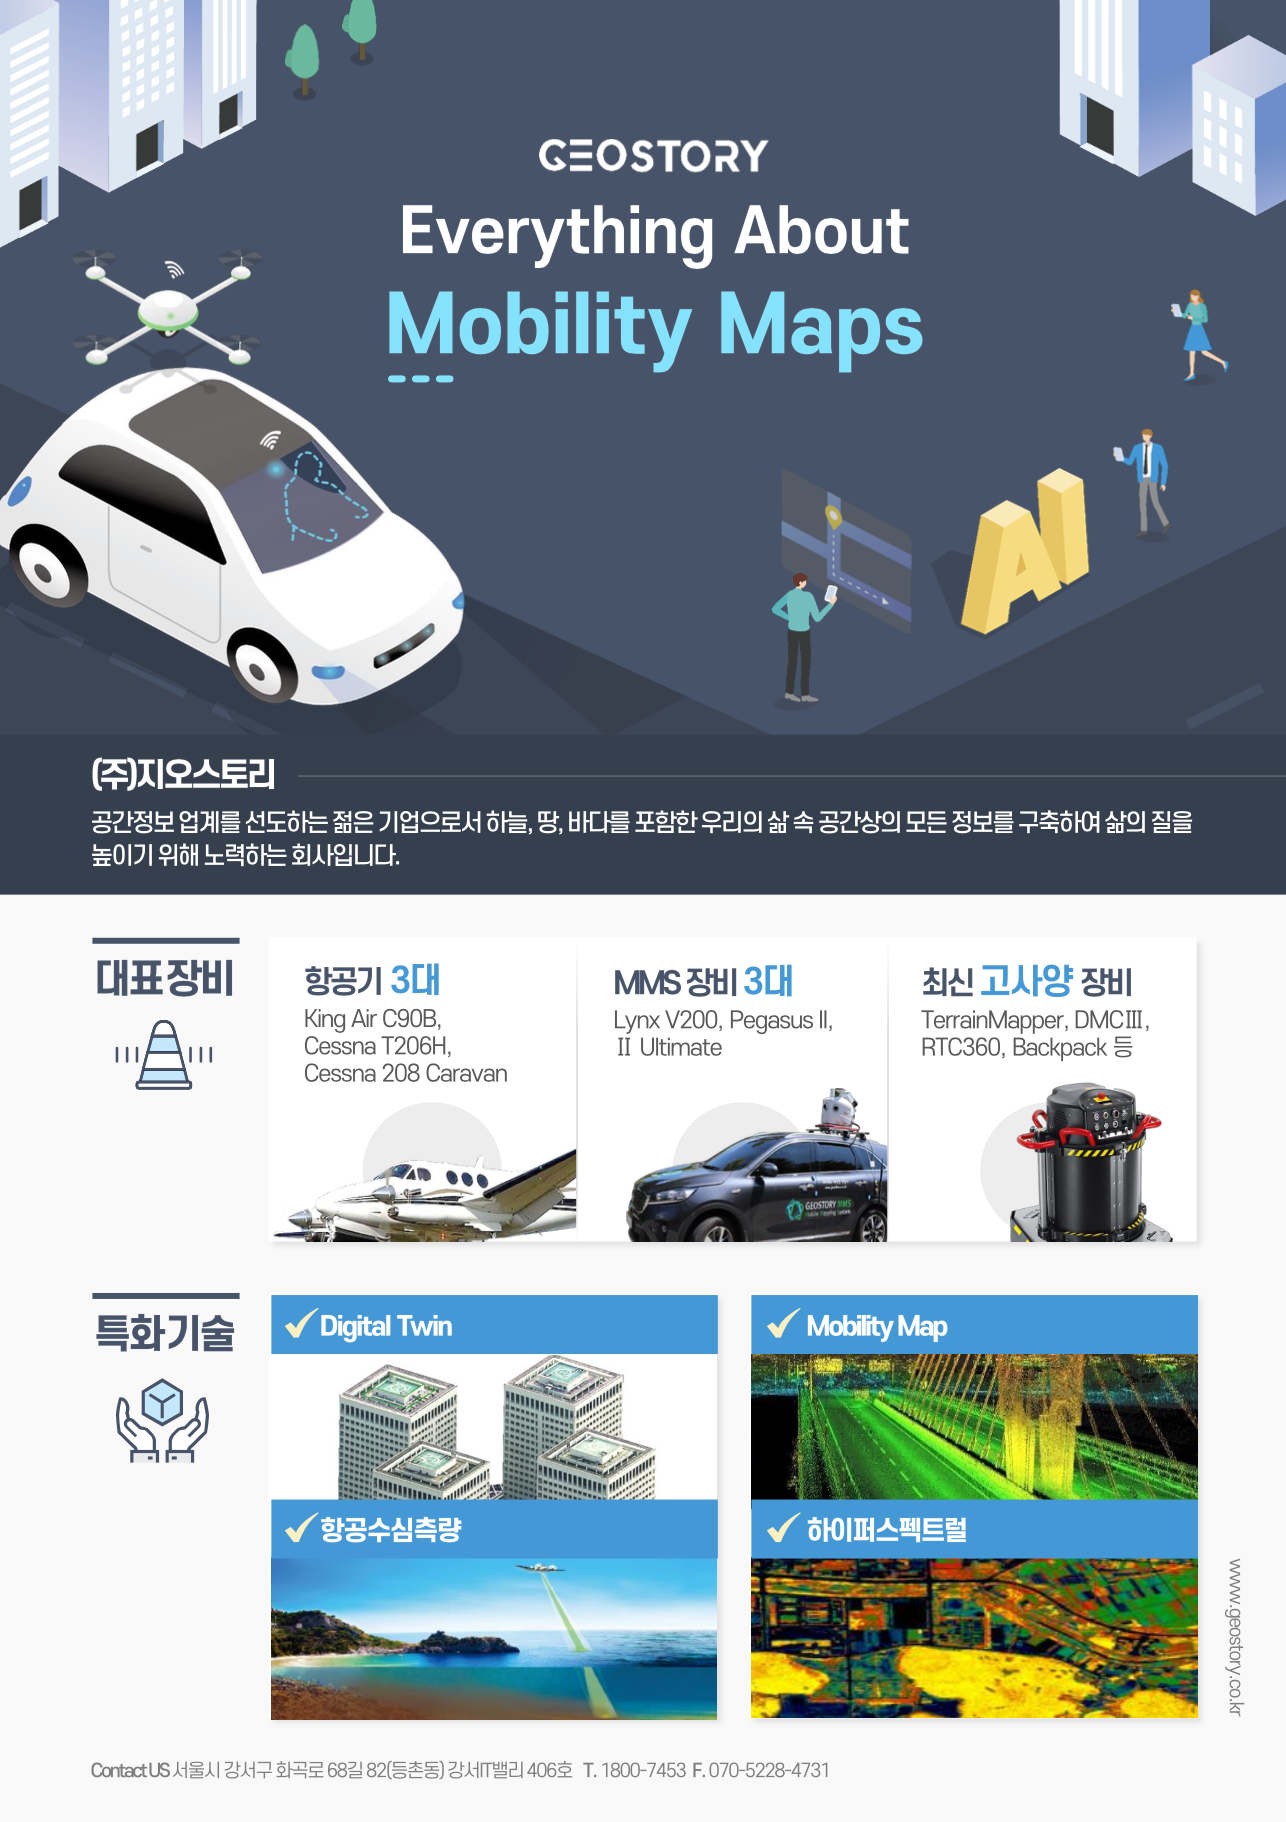 GEOSTORY
Everything About
Mobility Maps
AI
(주)지오스토리
공간정보 업계를 선도하는 젊은 기업으로서 하늘, 땅, 바다를 포함한 우리의 삶 속 공간상의 모든 정보를 구축하여 삶의 질을
높이기 위해 노력하는 회사입니다.
대표장비
항공기 3대
King Air C90B,
Cessna T206H,
Cessna 208 Caravan
MMS 장비 3대
Lynx V200, Pegasus II,
II Ultimate
GEOSTORY MMS
Mobile Mapping System
최신 고사양 장비
TerrainMapper, DMCⅢ,
RTC360, Backpack 등
특화기술
Digital Twin
Mobility Map
항공수심측량
하이퍼스펙트럴
www.geostory.co.kr
Contact US 서울시 강서구 화곡로 68길 82(등촌동) 강서IT밸리 406호 T. 1800-7453 F. 070-5228-4731